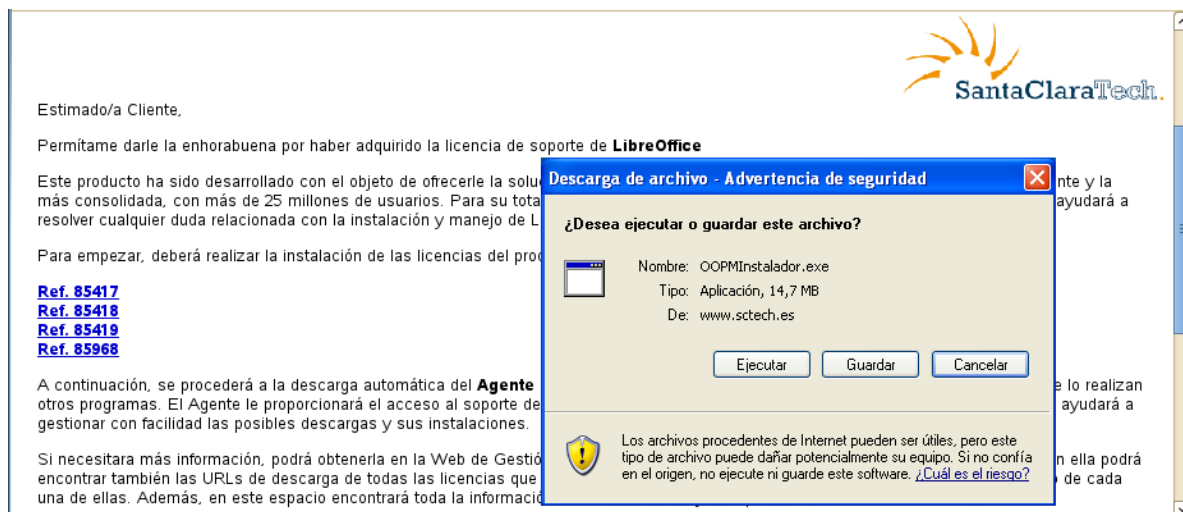 SantaClaraTech.
Estimado/a Cliente,
Permítame darle la enhorabuena por haber adquirido la licencia de soporte de LibreOffice
Este producto ha sido desarrollado con el objeto de ofrecerle la solu
nte y la
más consolidada, con más de 25 millones de usuarios. Para su tota
ayudará a
resolver cualquier duda relacionada con la instalación y manejo de L
Para empezar, deberá realizar la instalación de las licencias del prod
Ref. 85417
Ref. 85418
Ref. 85419
Ref. 85968
A continuación, se procederá a la descarga automática del Agente
e lo realizan
otros programas. El Agente le proporcionará el acceso al soporte de
ayudará a
gestionar con facilidad las posibles descargas y sus instalaciones.
Si necesitara más información, podrá obtenerla en la Web de Gestió
n ella podrá
encontrar también las URLs de descarga de todas las licencias que
o de cada
una de ellas. Además, en este espacio encontrará toda la informació
Descarga de archivo - Advertencia de seguridad
¿Desea ejecutar o guardar este archivo?
Nombre: OOPMInstalador.exe
Tipo: Aplicación, 14,7 MB
De: www.sctech.es
Ejecutar Guardar Cancelar
Los archivos procedentes de Internet pueden ser útiles, pero este
tipo de archivo puede dañar potencialmente su equipo. Si no confía
en el origen, no ejecute ni guarde este software. ¿Cuál es el riesgo?